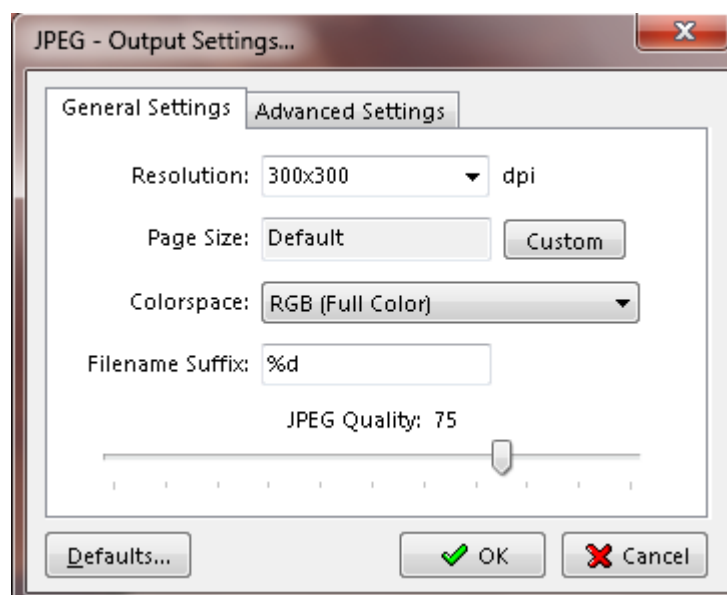 JPEG - Output Settings...
General Settings Advanced Settings
Resolution: 300x300 dpi
Page Size: Default Custom
Colorspace: RGB (Full Color)
Filename Suffix: %d
JPEG Quality: 75
Defaults... OK Cancel